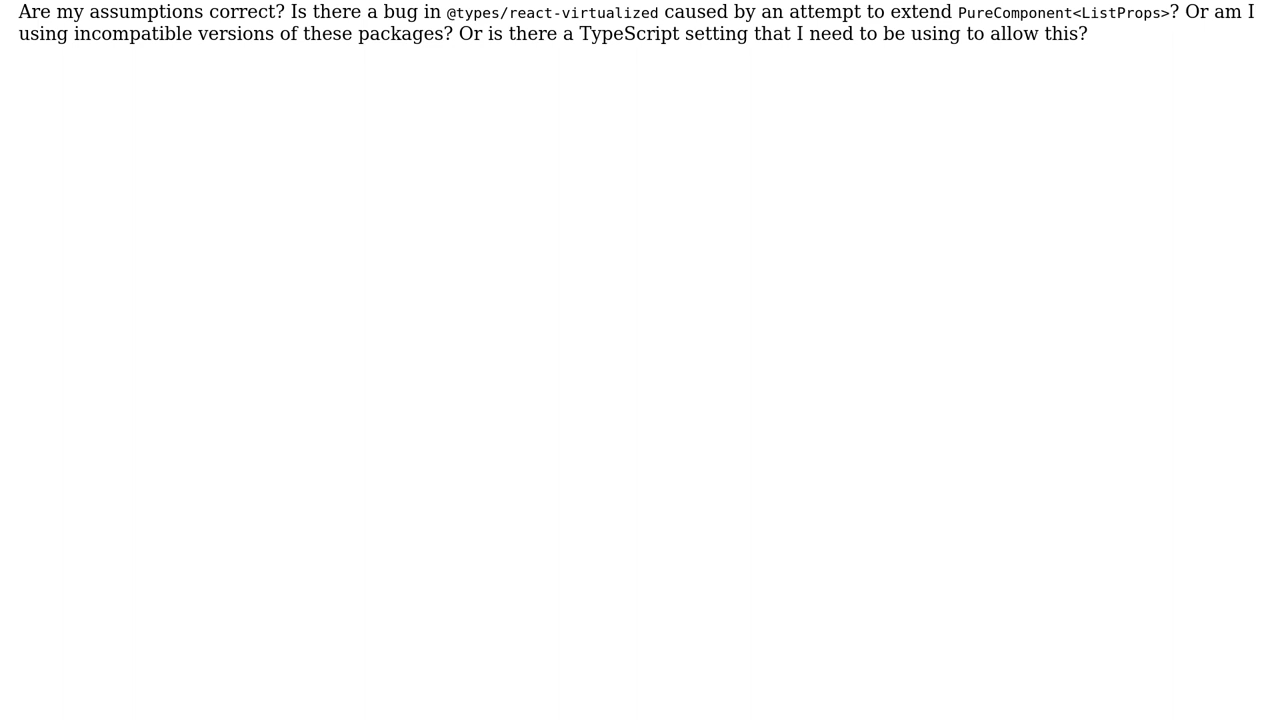 Are my assumptions correct? Is there a bug in @types/react-virtualized caused by an attempt to extend PureComponent<ListProps>? Or am I
using incompatible versions of these packages? Or is there a TypeScript setting that I need to be using to allow this?